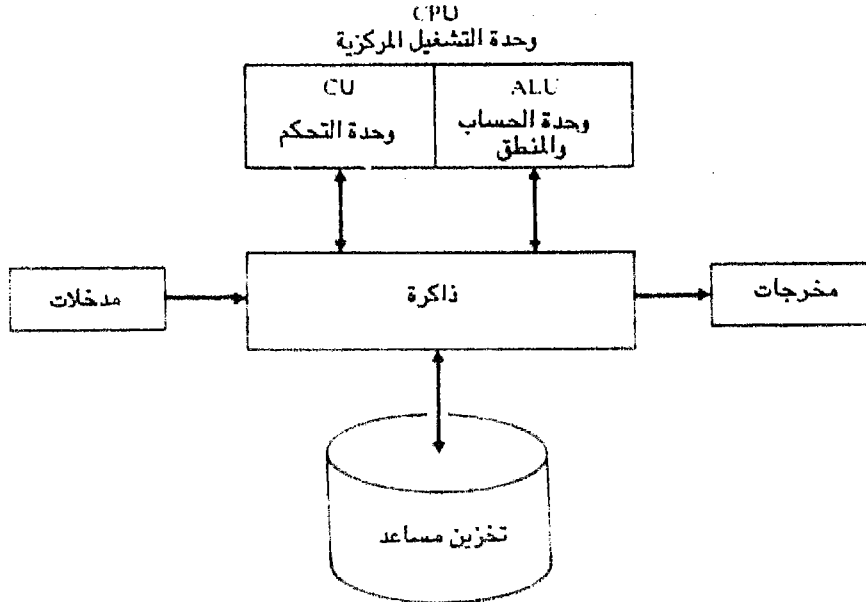 CPU
وحدة التشغيل المركزية
CU
وحدة التحكم
ALU
وحدة الحساب
والمنطق
مدخلات
ذاكرة
مخرجات
تخزين مساعد